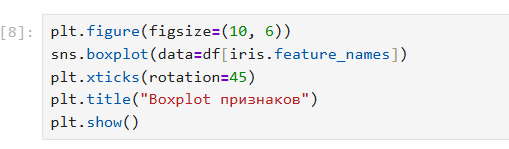 [8]: plt.figure(figsize=(10, 6))
sns.boxplot(data=df[iris.feature_names])
plt.xticks(rotation=45)
plt.title("Boxplot признаков")
plt.show()